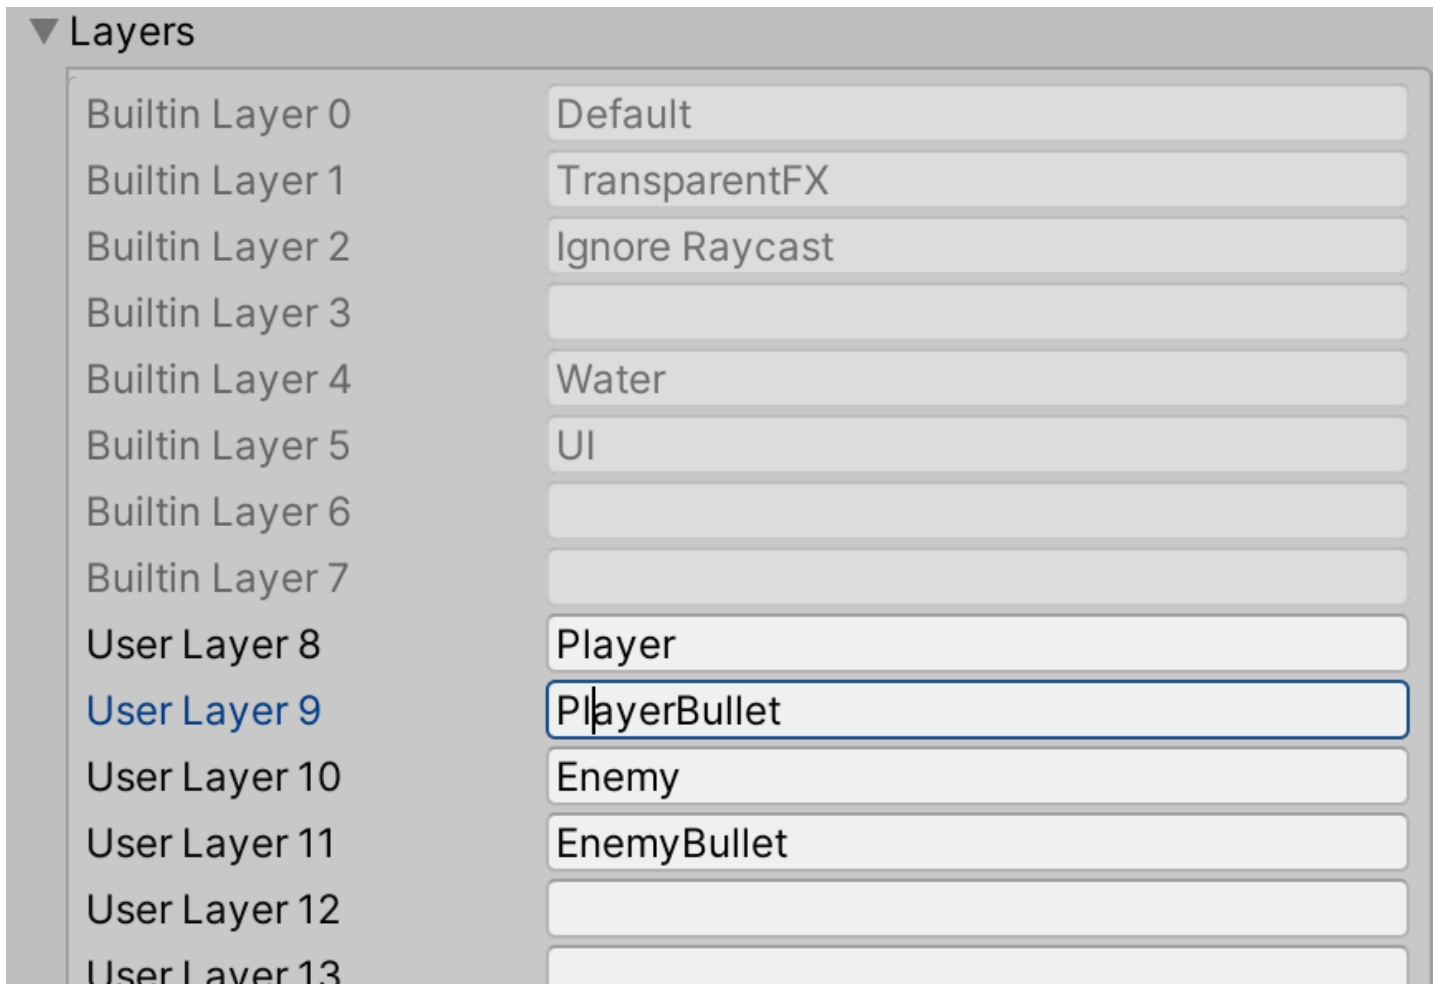 Layers
Builtin Layer 0 Default
Builtin Layer 1 TransparentFX
Builtin Layer 2 Ignore Raycast
Builtin Layer 3
Builtin Layer 4 Water
Builtin Layer 5 UI
Builtin Layer 6
Builtin Layer 7
User Layer 8 Player
User Layer 9 PlayerBullet
User Layer 10 Enemy
User Layer 11 EnemyBullet
User Layer 12
User Layer 13